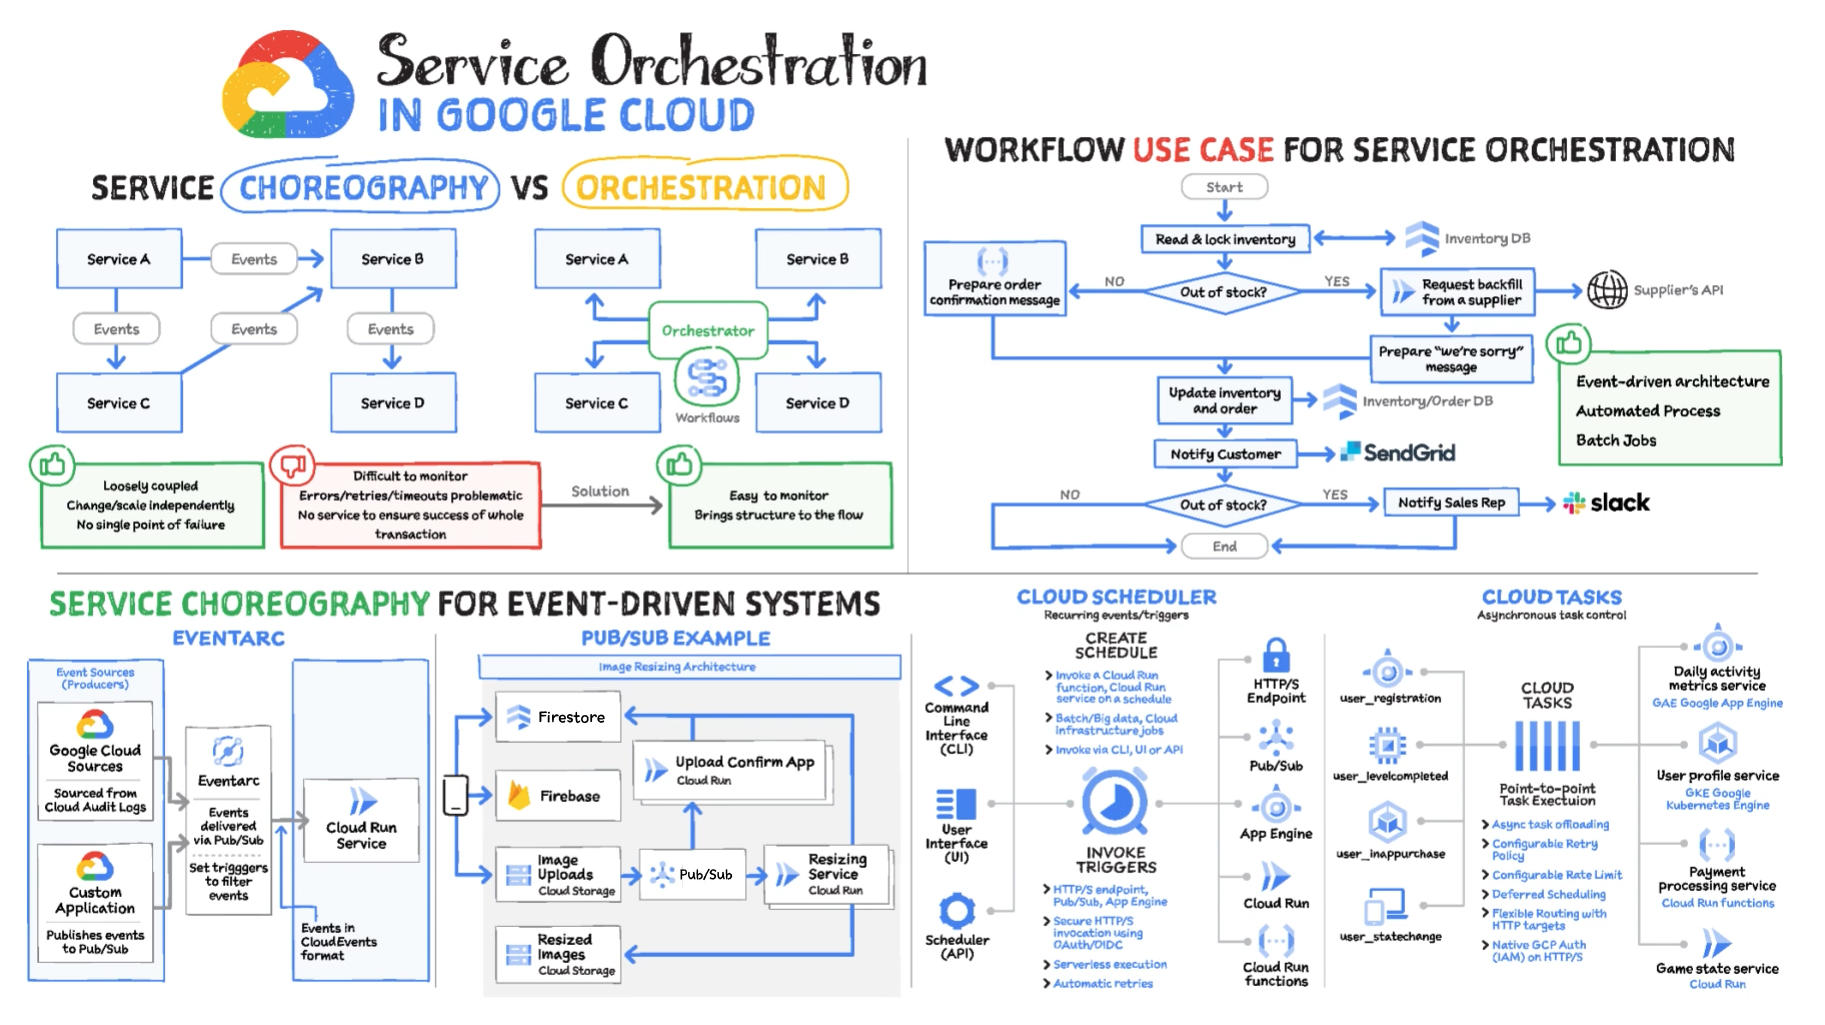 Service Orchestration
IN GOOGLE CLOUD
SERVICE CHOREOGRAPHY VS ORCHESTRATION
Service A
Events
Service B
Events
Events
Events
Service C
Service D
Service A
Service B
Orchestrator
Service C
Workflows
Service D
Loosely coupled
Change/scale independently
No single point of failure
Difficult to monitor
Errors/retries/timeouts problematic
No service to ensure success of whole
transaction
Solution
Easy to monitor
Brings structure to the flow
WORKFLOW USE CASE FOR SERVICE ORCHESTRATION
Start
Read & lock inventory
Inventory DB
Prepare order
confirmation message
NO
Out of stock?
YES
Request backfill
from a supplier
Supplier's API
Prepare "we're sorry"
message
Update inventory
and order
Inventory/Order DB
Notify Customer
SendGrid
NO
Out of stock?
YES
Notify Sales Rep
slack
End
Event-driven architecture
Automated Process
Batch Jobs
SERVICE CHOREOGRAPHY FOR EVENT-DRIVEN SYSTEMS
EVENTARC
Event Sources
(Producers)
Google Cloud
Sources
Sourced from
Cloud Audit Logs
Custom
Application
Publishes events
to Pub/Sub
Eventarc
Events
delivered
via Pub/Sub
Set trigggers
to filter
events
Cloud Run
Service
Events in
CloudEvents
format
PUB/SUB EXAMPLE
Image Resizing Architecture
Firestore
Firebase
Upload Confirm App
Cloud Run
Image
Uploads
Cloud Storage
Pub/Sub
Resizing
Service
Cloud Run
Resized
Images
Cloud Storage
CLOUD SCHEDULER
Recurring events/triggers
Command
Line
Interface
(CLI)
User
Interface
(UI)
Scheduler
(API)
CREATE
SCHEDULE
Invoke a Cloud Run
function, Cloud Run
service on a schedule
Batch/Big data, Cloud
Infrastructure jobs
Invoke via CLI, UI or API
INVOKE
TRIGGERS
HTTP/S endpoint,
Pub/Sub, App Engine
Secure HTTP/S
invocation using
OAuth/OIDC
Serverless execution
Automatic retries
HTTP/S
Endpoint
Pub/Sub
App Engine
Cloud Run
Cloud Run
functions
CLOUD TASKS
Asynchronous task control
user_registration
user_levelcompleted
user_inappurchase
user_statechange
CLOUD
TASKS
Point-to-point
Task Exectuion
Async task offloading
Configurable Retry
Policy
Configurable Rate Limit
Deferred Scheduling
Flexible Routing with
HTTP targets
Native GCP Auth
(IAM) on HTTP/S
Daily activity
metrics service
GAE Google App Engine
User profile service
GKE Google
Kubernetes Engine
Payment
processing service
Cloud Run functions
Game state service
Cloud Run